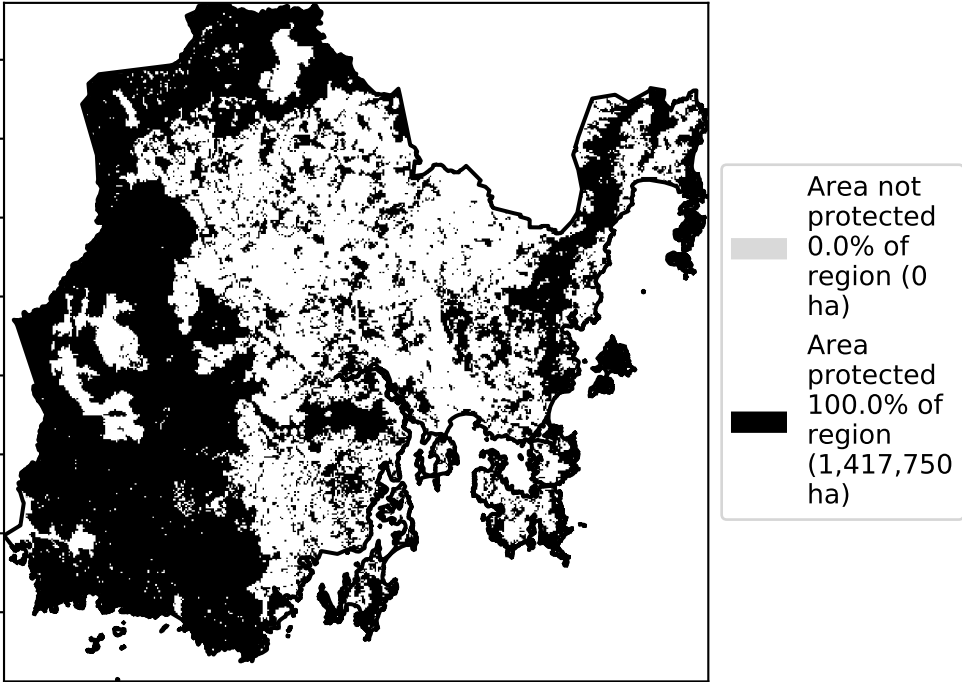 Area not
protected
0.0% of
region (0
ha)
Area
protected
100.0% of
region
(1,417,750
ha)